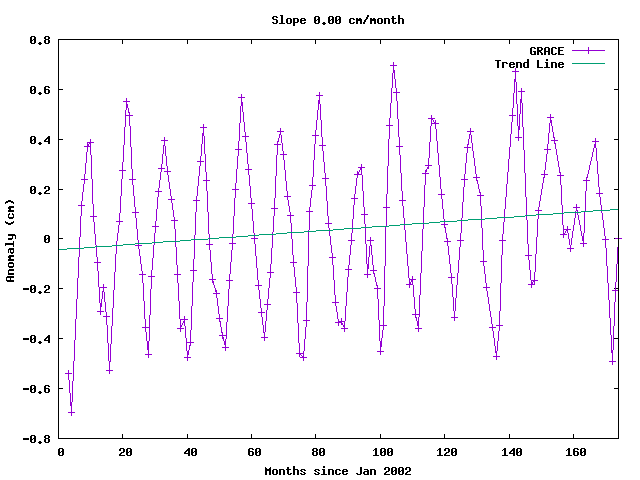 Slope 0.00 cm/month
GRACE
Trend Line
0.8
0.6
0.4
0.2
0
-0.2
-0.4
-0.6
-0.8
Anomaly (cm)
0 20 40 60 80 100 120 140 160
Months since Jan 2002